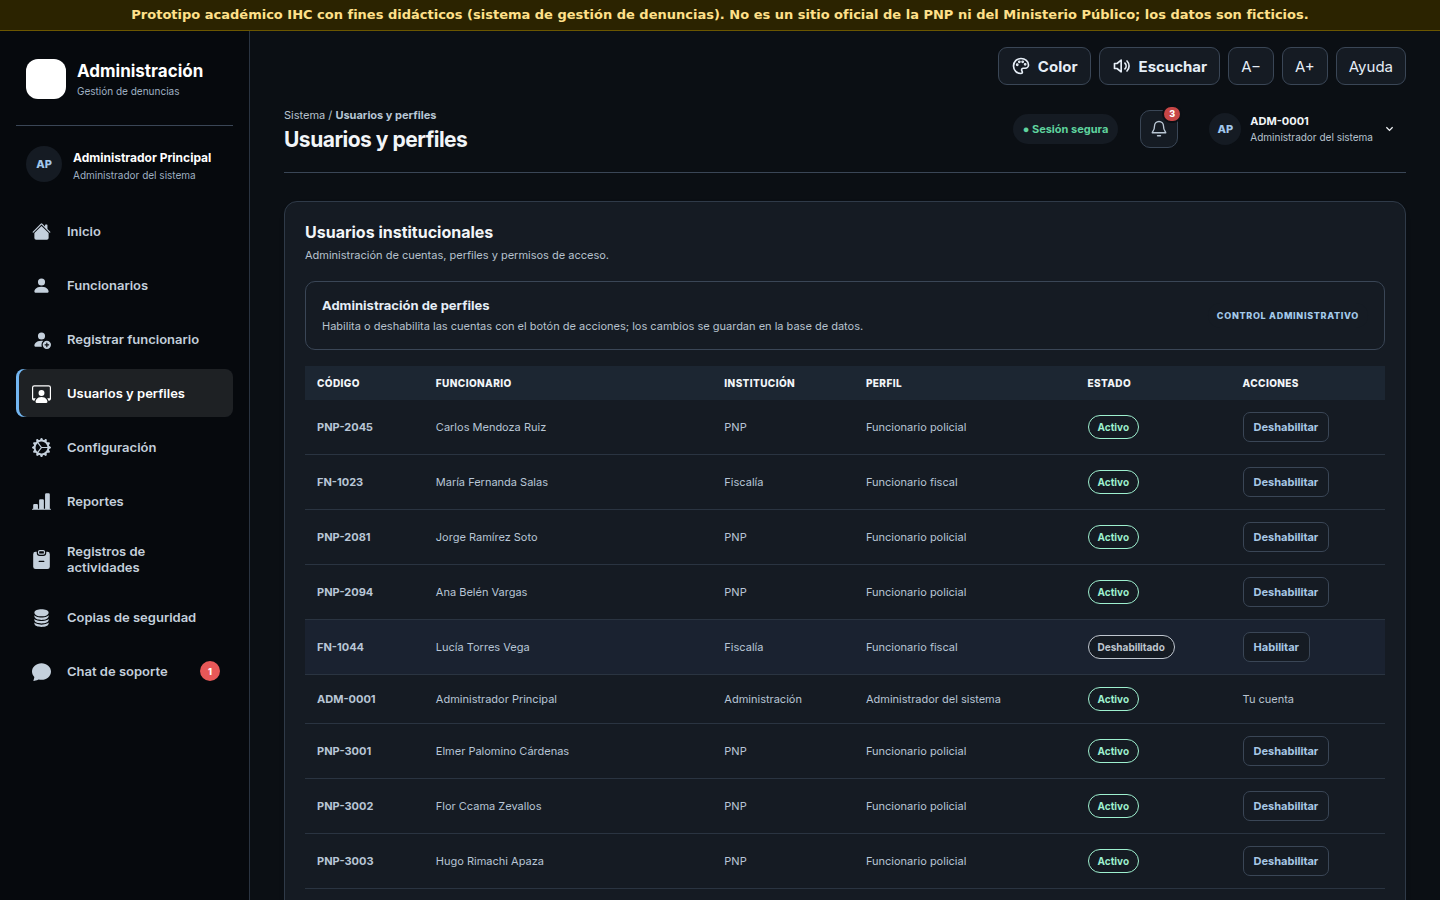 Prototipo académico IHC con fines didácticos (sistema de gestión de denuncias). No es un sitio oficial de la PNP ni del Ministerio Público; los datos son ficticios.
Administración
Gestión de denuncias
AP
Administrador Principal
Administrador del sistema
Inicio
Funcionarios
Registrar funcionario
Usuarios y perfiles
Configuración
Reportes
Registros de
actividades
Copias de seguridad
Chat de soporte 1
Color
Escuchar
A−
A+
Ayuda
Sistema / Usuarios y perfiles
Usuarios y perfiles
● Sesión segura
3
AP
ADM-0001
Administrador del sistema
Usuarios institucionales
Administración de cuentas, perfiles y permisos de acceso.
Administración de perfiles
Habilita o deshabilita las cuentas con el botón de acciones; los cambios se guardan en la base de datos.
CONTROL ADMINISTRATIVO
CÓDIGO FUNCIONARIO INSTITUCIÓN PERFIL ESTADO ACCIONES
PNP-2045 Carlos Mendoza Ruiz PNP Funcionario policial Activo Deshabilitar
FN-1023 María Fernanda Salas Fiscalía Funcionario fiscal Activo Deshabilitar
PNP-2081 Jorge Ramírez Soto PNP Funcionario policial Activo Deshabilitar
PNP-2094 Ana Belén Vargas PNP Funcionario policial Activo Deshabilitar
FN-1044 Lucía Torres Vega Fiscalía Funcionario fiscal Deshabilitado Habilitar
ADM-0001 Administrador Principal Administración Administrador del sistema Activo Tu cuenta
PNP-3001 Elmer Palomino Cárdenas PNP Funcionario policial Activo Deshabilitar
PNP-3002 Flor Ccama Zevallos PNP Funcionario policial Activo Deshabilitar
PNP-3003 Hugo Rimachi Apaza PNP Funcionario policial Activo Deshabilitar